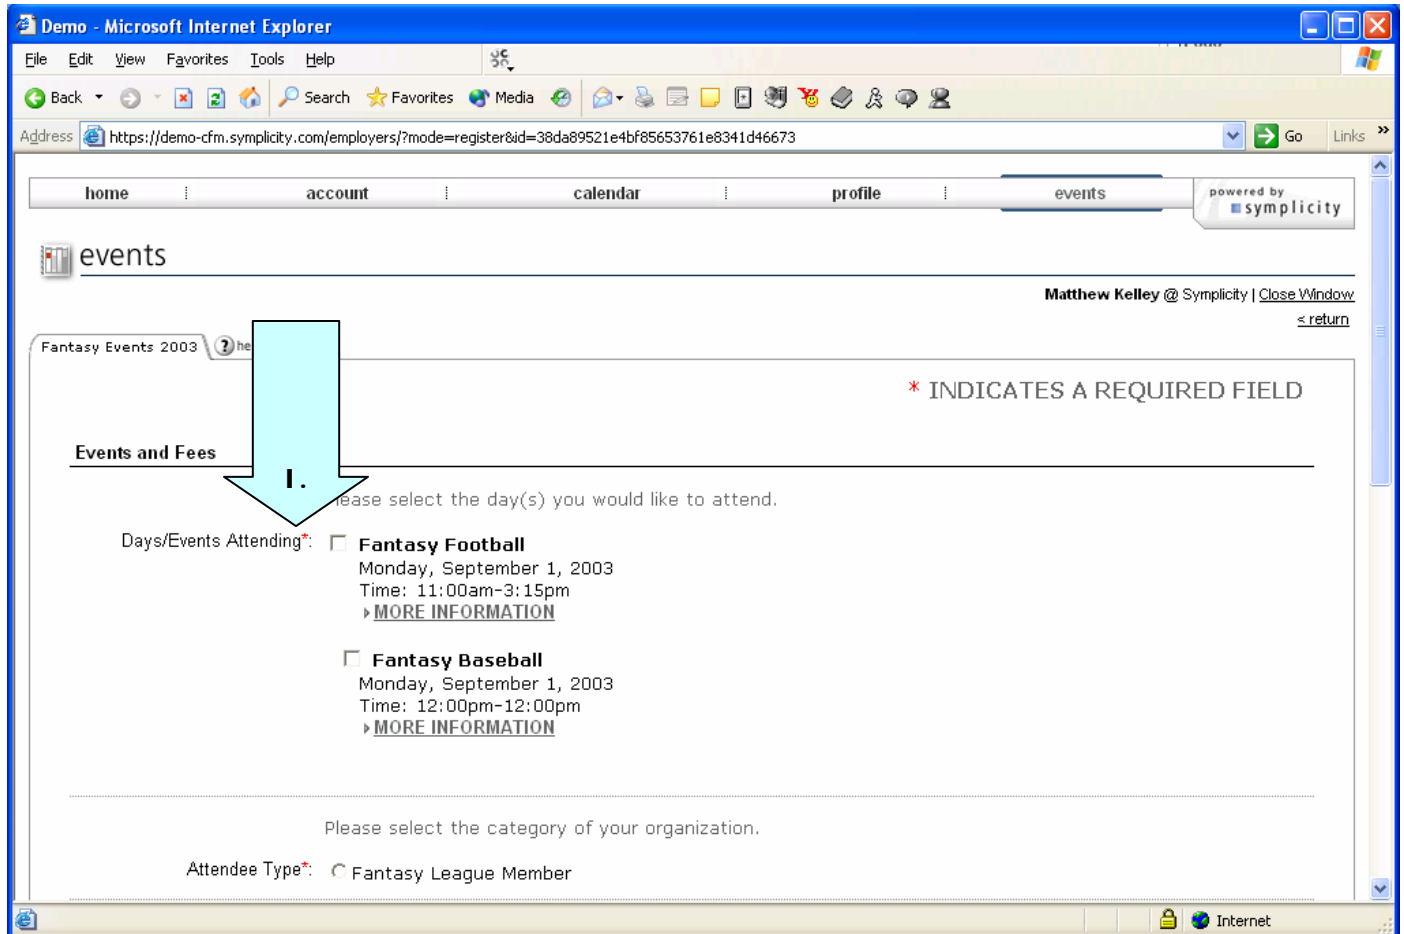 Demo - Microsoft Internet Explorer
File Edit View Favorites Tools Help
Back Search Favorites Media
Address https://demo-cfm.symplicity.com/employers/?mode=register&id=38da89521e4bf85653761e8341d46673 Go Links »
home account calendar profile events powered by
symplicity
events
Matthew Kelley @ Symplicity | Close Window
< return
Fantasy Events 2003 ?
* INDICATES A REQUIRED FIELD
Events and Fees
1.
select the day(s) you would like to attend.
Days/Events Attending*: Fantasy Football
Monday, September 1, 2003
Time: 11:00am-3:15pm
MORE INFORMATION
Fantasy Baseball
Monday, September 1, 2003
Time: 12:00pm-12:00pm
MORE INFORMATION
Please select the category of your organization.
Attendee Type*: Fantasy League Member
Internet